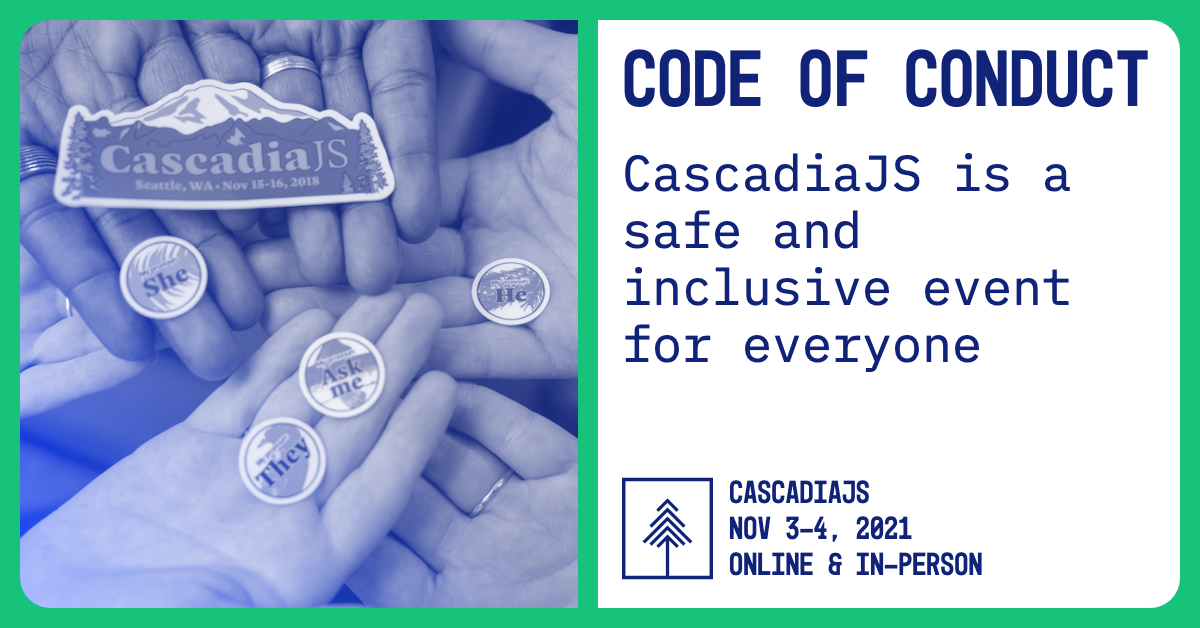 CascadiaJS
Seattle, WA • Nov 15-16, 2018
She
He
Ask
me
They
CODE OF CONDUCT
CascadiaJS is a
safe and
inclusive event
for everyone
CASCADIAJS
NOV 3-4, 2021
ONLINE & IN-PERSON